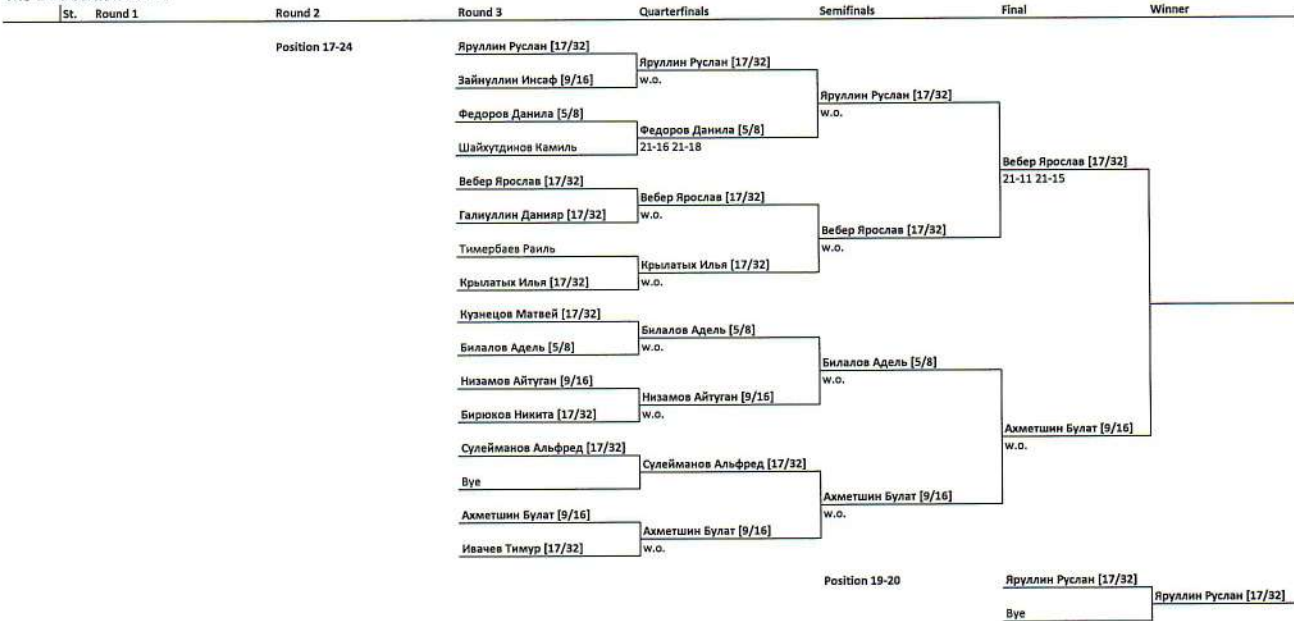 St. Round 1 Round 2 Round 3 Quarterfinals Semifinals Final Winner
Position 17-24
Яруллин Руслан [17/32]
Яруллин Руслан [17/32]
Зайнуллин Инсаф [9/16]
w.o.
Яруллин Руслан [17/32]
w.o.
Федоров Данила [5/8]
Федоров Данила [5/8]
Шайхутдинов Камиль
21-16 21-18
Вебер Ярослав [17/32]
21-11 21-15
Вебер Ярослав [17/32]
Вебер Ярослав [17/32]
Галиуллин Данияр [17/32]
w.o.
Вебер Ярослав [17/32]
w.o.
Тимербаев Раиль
Крылатых Илья [17/32]
Крылатых Илья [17/32]
w.o.
Кузнецов Матвей [17/32]
Билалов Адель [5/8]
Билалов Адель [5/8]
w.o.
Билалов Адель [5/8]
w.o.
Низамов Айтуган [9/16]
Низамов Айтуган [9/16]
Бирюков Никита [17/32]
w.o.
Ахметшин Булат [9/16]
w.o.
Сулейманов Альфред [17/32]
Сулейманов Альфред [17/32]
Bye
Ахметшин Булат [9/16]
w.o.
Ахметшин Булат [9/16]
Ахметшин Булат [9/16]
Ивачев Тимур [17/32]
w.o.
Position 19-20
Яруллин Руслан [17/32]
Яруллин Руслан [17/32]
Bye